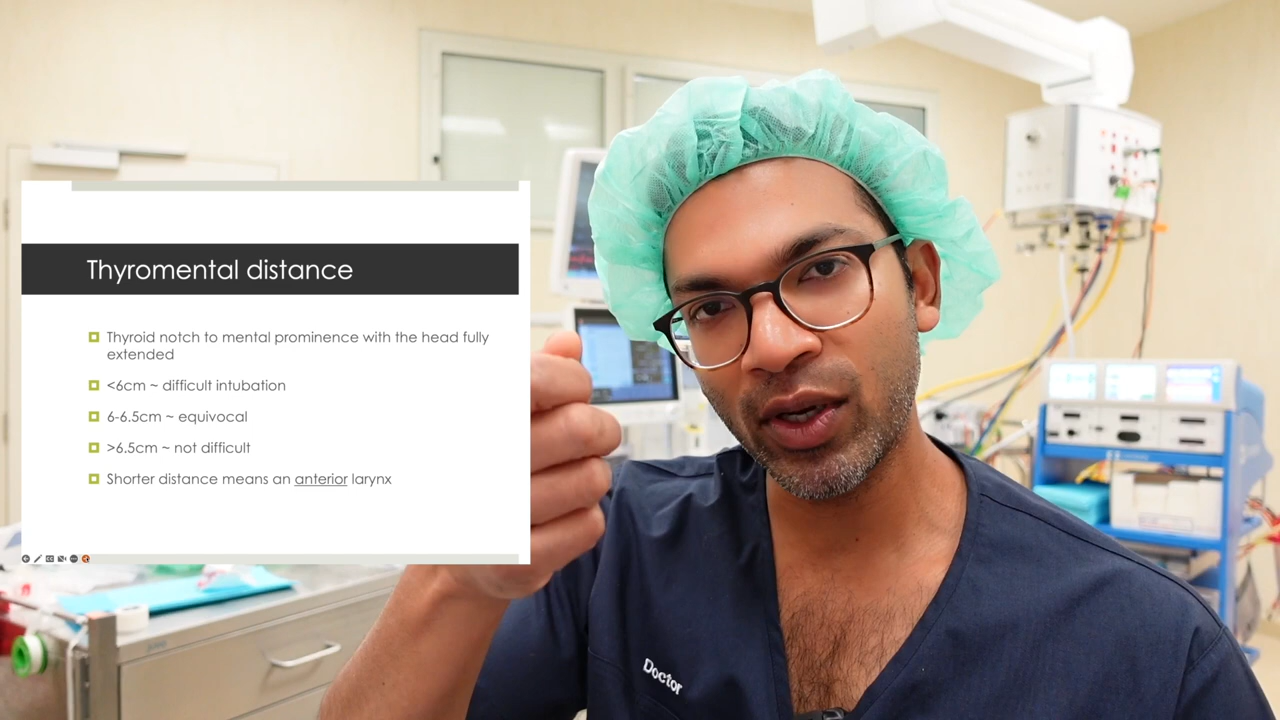 Thyromental distance
Thyroid notch to mental prominence with the head fully
extended
<6cm ~ difficult intubation
6-6.5cm ~ equivocal
>6.5cm ~ not difficult
Shorter distance means an anterior larynx
Doctor